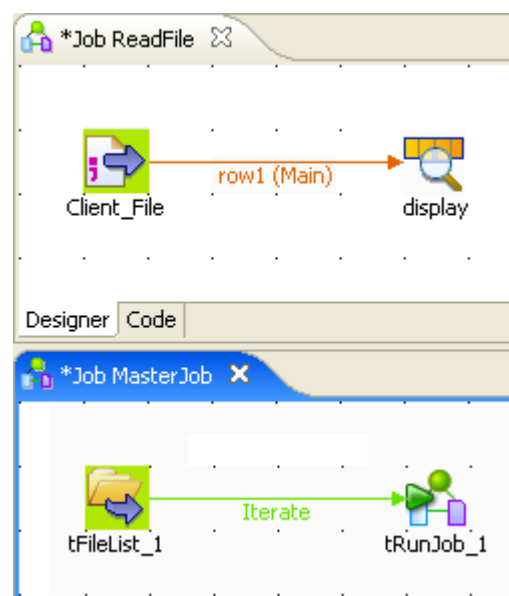 *Job ReadFile
row1 (Main)
Client_File
display
Designer
Code
*Job MasterJob
Iterate
tFileList_1
tRunJob_1